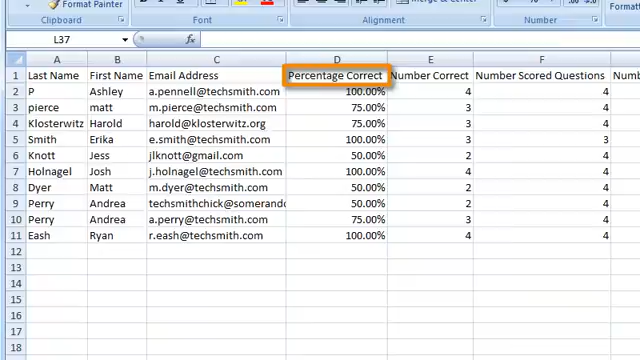 Format Painter
Merge & Center
Clipboard Font Alignment Number
L37 fx
A B C D E F
1 Last Name First Name Email Address Percentage Correct Number Correct Number Scored Questions
2 P Ashley a.pennell@techsmith.com 100.00% 4 4
3 pierce matt m.pierce@techsmith.com 75.00% 3 4
4 Klosterwitz Harold harold@klosterwitz.org 75.00% 3 4
5 Smith Erika e.smith@techsmith.com 100.00% 3 3
6 Knott Jess jlknott@gmail.com 50.00% 2 4
7 Holnagel Josh j.holnagel@techsmith.com 100.00% 4 4
8 Dyer Matt m.dyer@techsmith.com 50.00% 2 4
9 Perry Andrea techsmithchick@somerando 50.00% 2 4
10 Perry Andrea a.perry@techsmith.com 75.00% 3 4
11 Eash Ryan r.eash@techsmith.com 100.00% 4 4
12
13
14
15
16
17
18